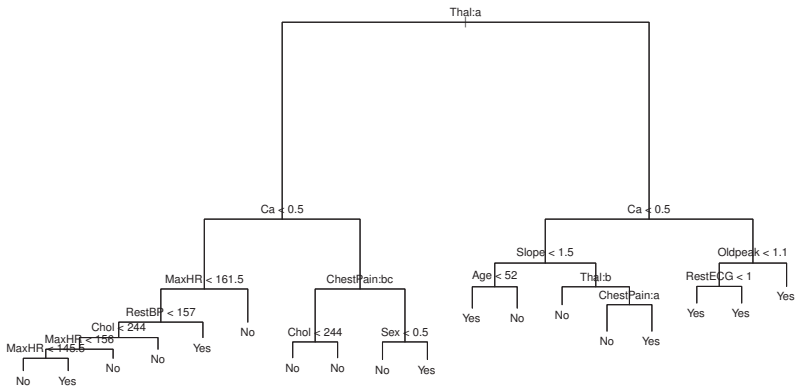 Thal:a
Ca < 0.5
Ca < 0.5
Slope < 1.5
Oldpeak < 1.1
MaxHR < 161.5
ChestPain:bc
Age < 52
Thal:b
RestECG < 1
ChestPain:a
RestBP < 157
Chol < 244
MaxHR < 156
MaxHR < 145.5
Chol < 244
Sex < 0.5
No
Yes
No
No
Yes
No
No
No
No
Yes
Yes
No
No
No
Yes
Yes
Yes
Yes